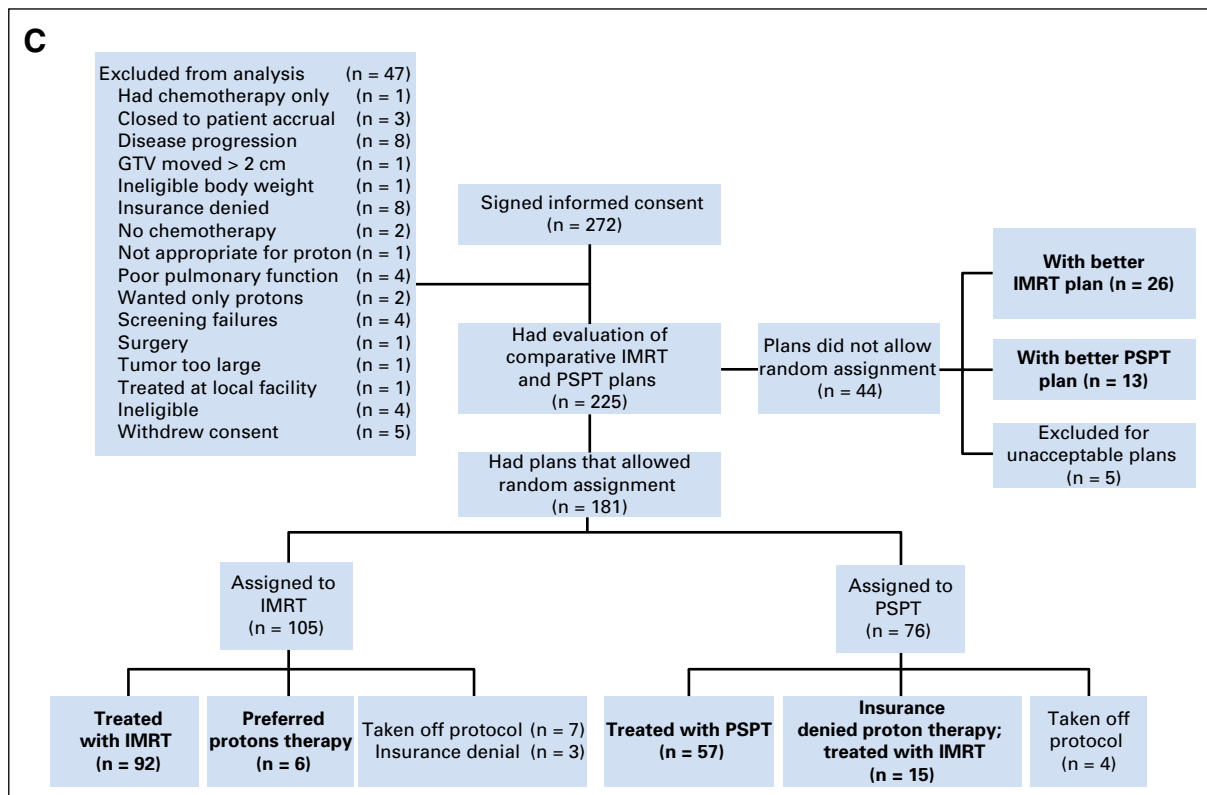 C
Excluded from analysis (n = 47)
Had chemotherapy only (n = 1)
Closed to patient accrual (n = 3)
Disease progression (n = 8)
GTV moved > 2 cm (n = 1)
Ineligible body weight (n = 1)
Insurance denied (n = 8)
No chemotherapy (n = 2)
Not appropriate for proton (n = 1)
Poor pulmonary function (n = 4)
Wanted only protons (n = 2)
Screening failures (n = 4)
Surgery (n = 1)
Tumor too large (n = 1)
Treated at local facility (n = 1)
Ineligible (n = 4)
Withdrew consent (n = 5)
Signed informed consent
(n = 272)
Had evaluation of
comparative IMRT
and PSPT plans
(n = 225)
Plans did not allow
random assignment
(n = 44)
With better
IMRT plan (n = 26)
With better PSPT
plan (n = 13)
Excluded for
unacceptable plans
(n = 5)
Had plans that allowed
random assignment
(n = 181)
Assigned to
IMRT
(n = 105)
Assigned to
PSPT
(n = 76)
Treated
with IMRT
(n = 92)
Preferred
protons therapy
(n = 6)
Taken off protocol (n = 7)
Insurance denial (n = 3)
Treated with PSPT
(n = 57)
Insurance
denied proton therapy;
treated with IMRT
(n = 15)
Taken off
protocol
(n = 4)